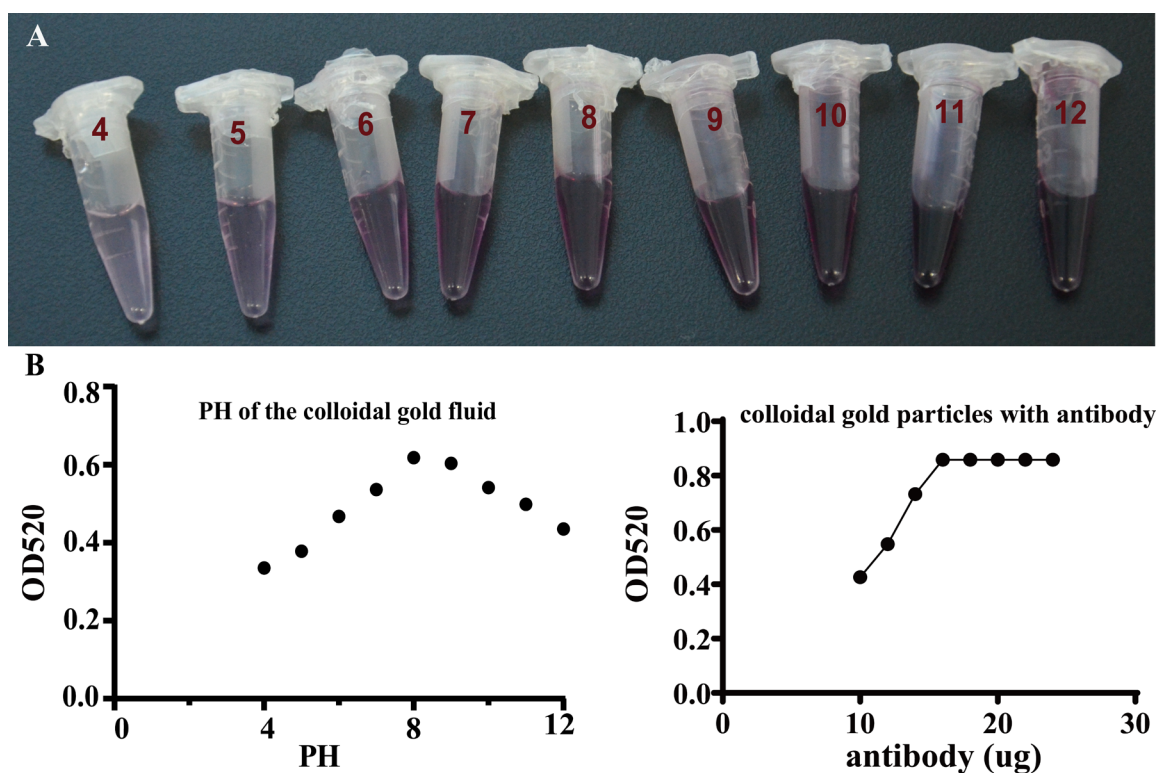 A
4 5 6 7 8 9 10 11 12
B
PH of the colloidal gold fluid
OD520
0.8
0.6
0.4
0.2
0.0
0 4 8 12
PH
colloidal gold particles with antibody
OD520
1.0
0.8
0.6
0.4
0.2
0.0
0 10 20 30
antibody (ug)